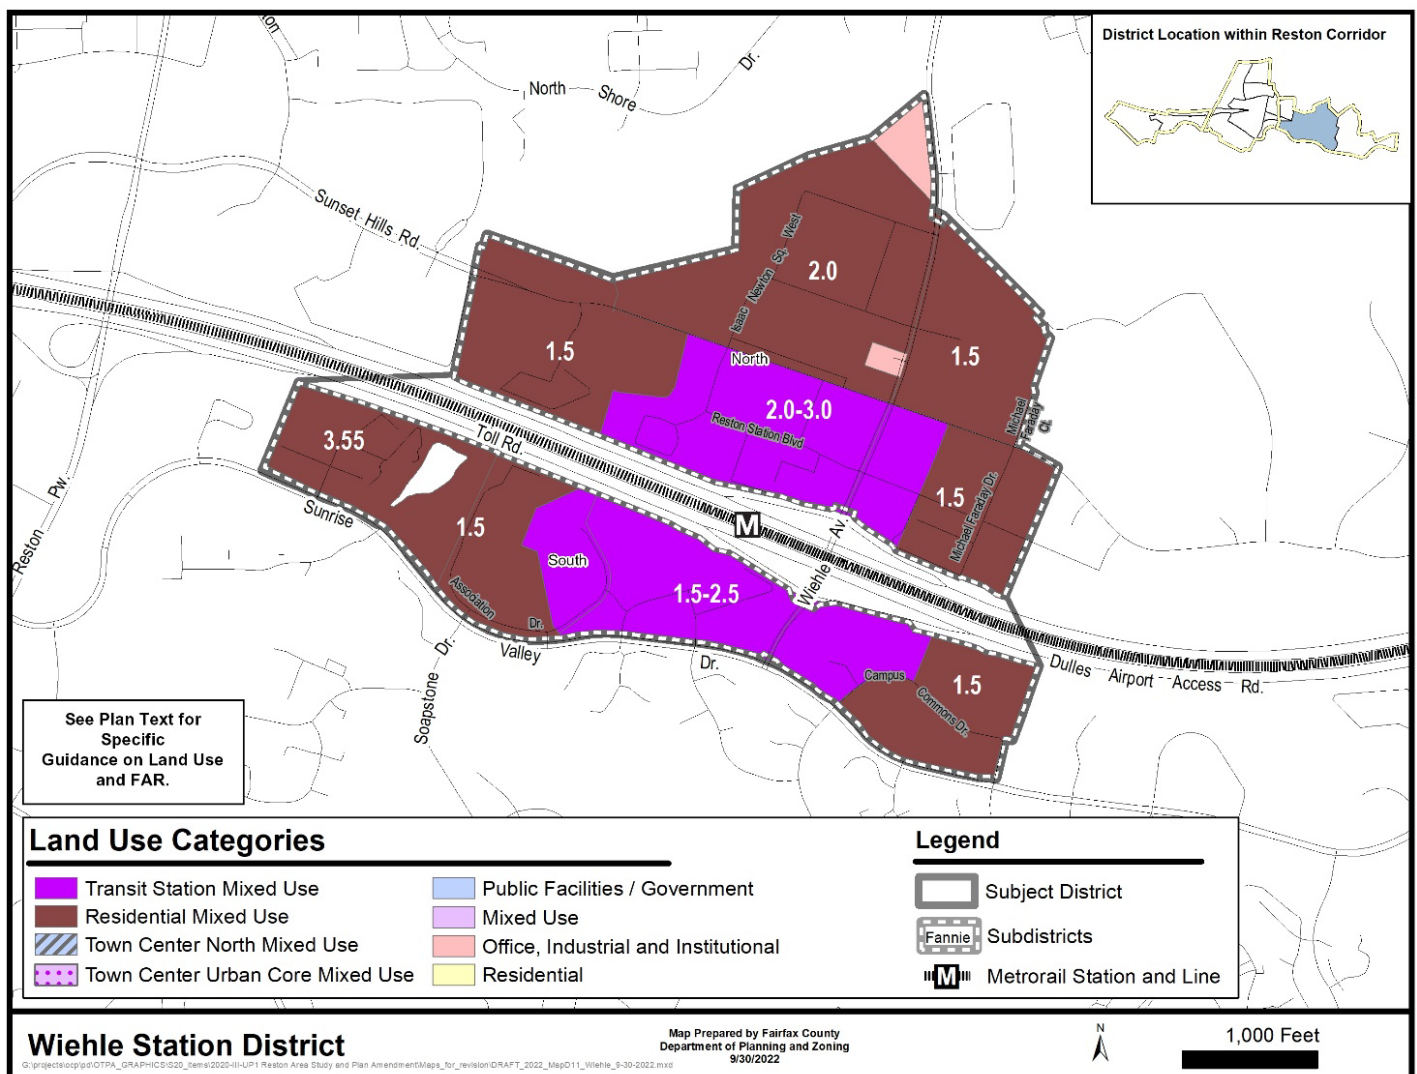 District Location within Reston Corridor
ton
North Shore Dr.
Sunset Hills Rd.
Isaac Newton Sq. West
2.0
1.5
North
1.5
2.0-3.0
Reston Station Blvd
Michael
Faraday
Ct.
3.55
Toll Rd.
1.5
Michael Faraday Dr.
Reston Pw.
Sunrise
1.5
M
Wiehle Av.
South
1.5-2.5
Association Dr.
Valley Dr.
Soapstone Dr.
Campus Commons Dr.
1.5
Dulles Airport Access Rd.
See Plan Text for
Specific
Guidance on Land Use
and FAR.
Land Use Categories
Transit Station Mixed Use
Residential Mixed Use
Town Center North Mixed Use
Town Center Urban Core Mixed Use
Public Facilities / Government
Mixed Use
Office, Industrial and Institutional
Residential
Legend
Subject District
Fannie Subdistricts
M Metrorail Station and Line
Wiehle Station District
Map Prepared by Fairfax County
Department of Planning and Zoning
9/30/2022
N
1,000 Feet